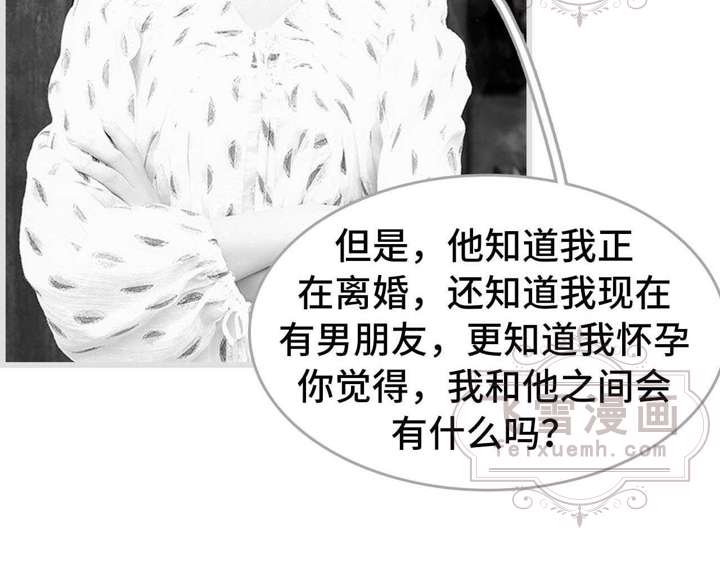 但是，他知道我正
在离婚，还知道我现在
有男朋友，更知道我怀孕
你觉得，我和他之间会
有什么吗？
飞雪漫画
feixuemh.com